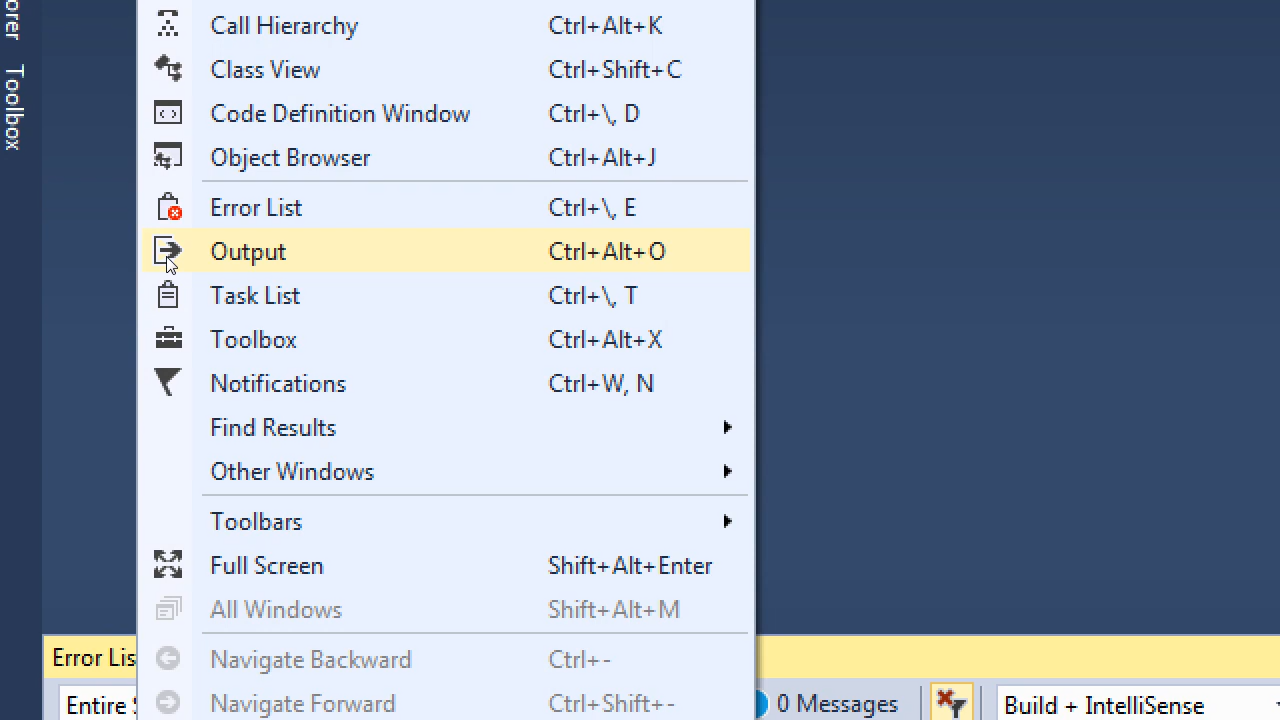 orer
Toolbox
Call Hierarchy Ctrl+Alt+K
Class View Ctrl+Shift+C
Code Definition Window Ctrl+\, D
Object Browser Ctrl+Alt+J
Error List Ctrl+\, E
Output Ctrl+Alt+O
Task List Ctrl+\, T
Toolbox Ctrl+Alt+X
Notifications Ctrl+W, N
Find Results
Other Windows
Toolbars
Full Screen Shift+Alt+Enter
All Windows Shift+Alt+M
Navigate Backward Ctrl+-
Navigate Forward Ctrl+Shift+-
Error Lis
Entire 0 Messages Build + IntelliSense